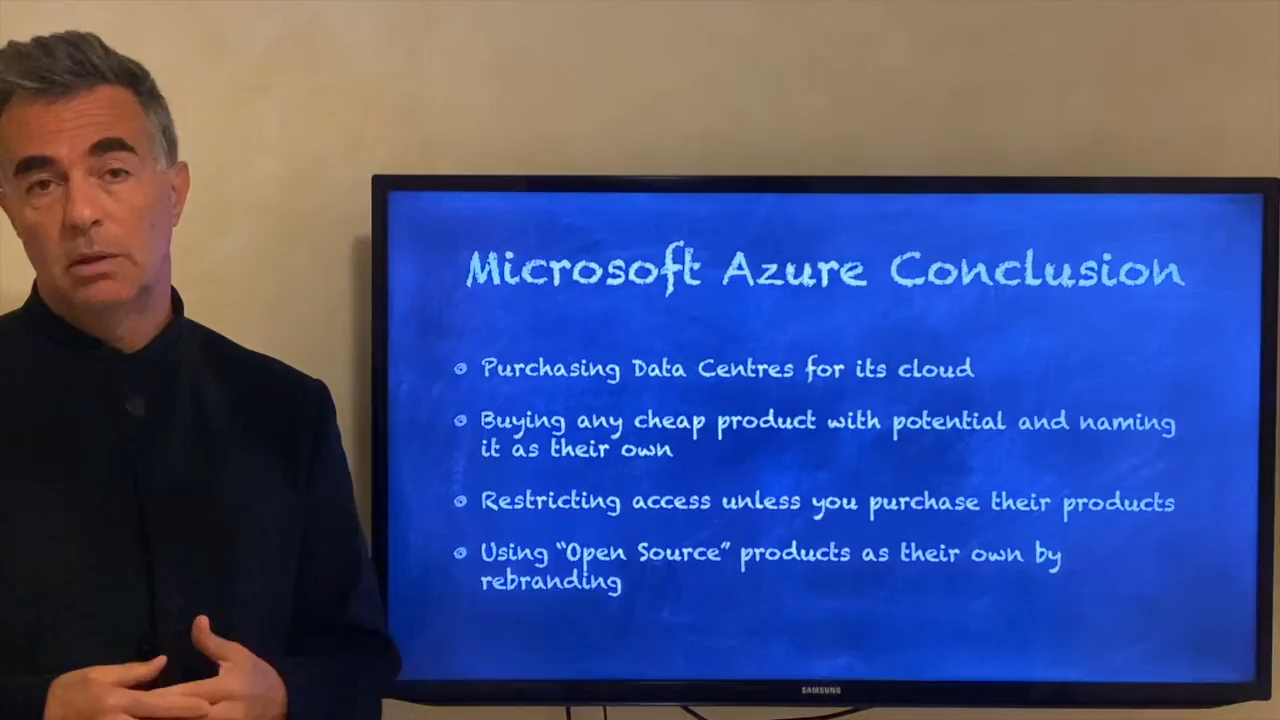 Microsoft Azure Conclusion
Purchasing Data Centres for its cloud
Buying any cheap product with potential and naming
it as their own
Restricting access unless you purchase their products
Using “Open Source” products as their own by
rebranding
SAMSUNG